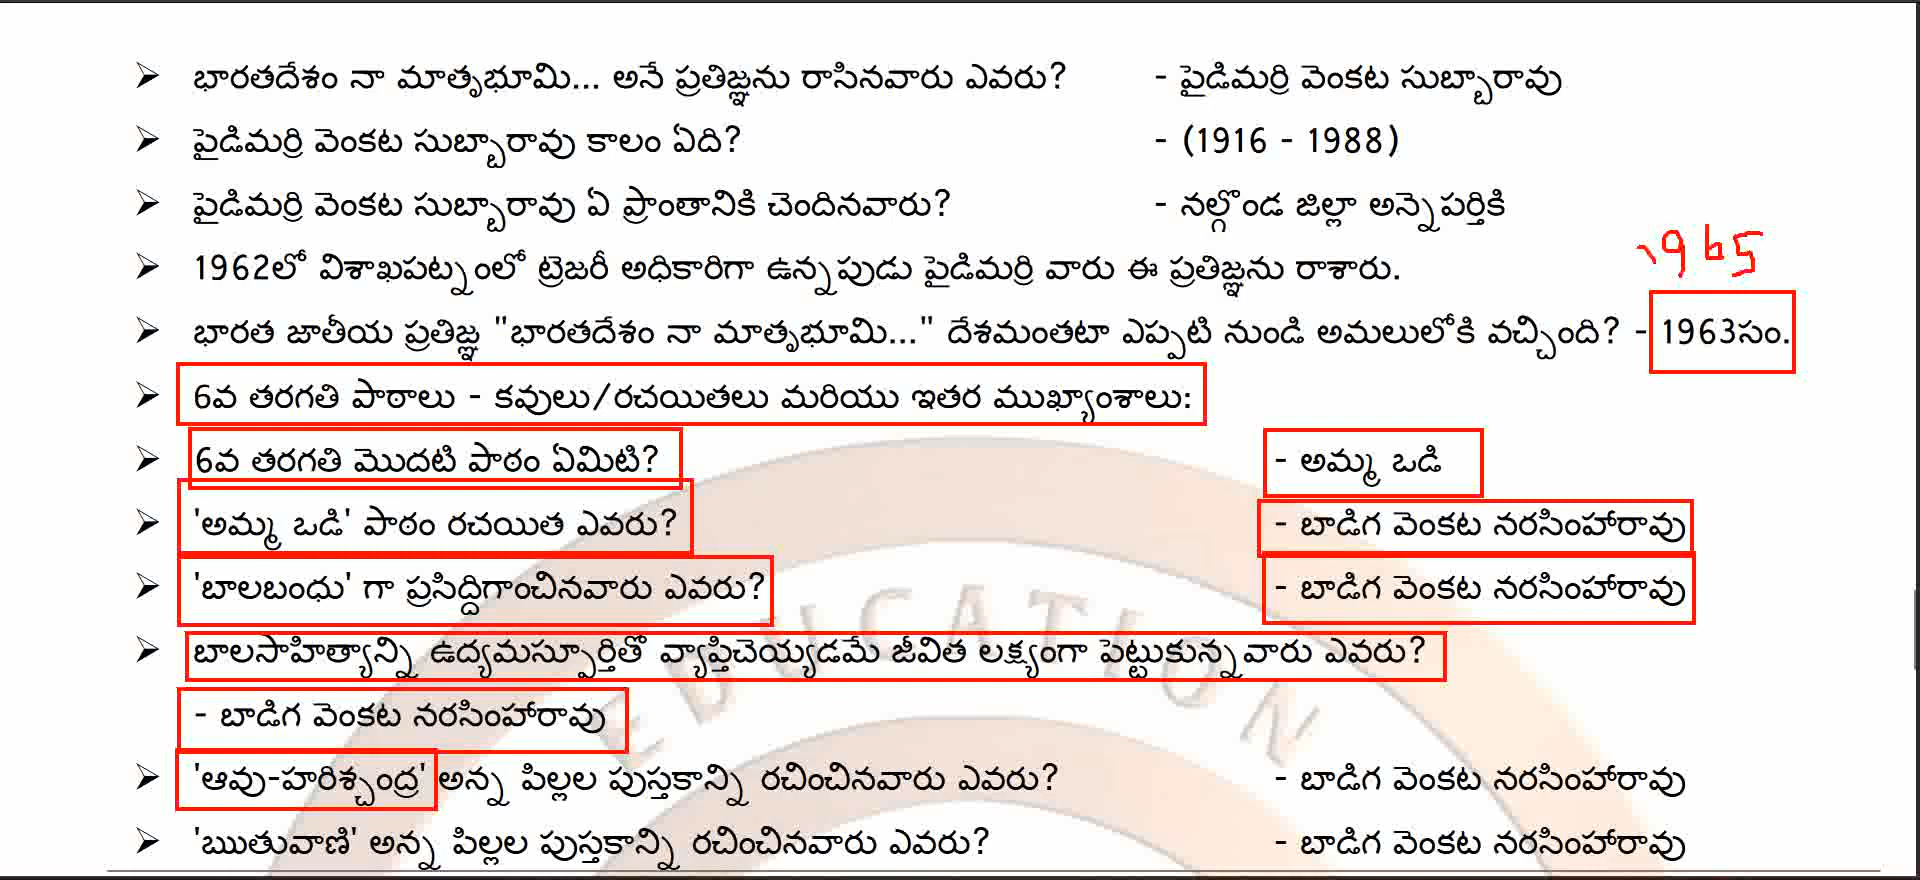 ➢ భారతదేశం నా మాతృభూమి... అనే ప్రతిజ్ఞను రాసినవారు ఎవరు? - పైడిమర్రి వెంకట సుబ్బారావు
➢ పైడిమర్రి వెంకట సుబ్బారావు కాలం ఏది? - (1916 - 1988)
➢ పైడిమర్రి వెంకట సుబ్బారావు ఏ ప్రాంతానికి చెందినవారు? - నల్గొండ జిల్లా అన్నెపర్తికి
1965
➢ 1962లో విశాఖపట్నంలో ట్రెజరీ అధికారిగా ఉన్నపుడు పైడిమర్రి వారు ఈ ప్రతిజ్ఞను రాశారు.
➢ భారత జాతీయ ప్రతిజ్ఞ "భారతదేశం నా మాతృభూమి..." దేశమంతటా ఎప్పటి నుండి అమలులోకి వచ్చింది? - 1963సం.
➢ 6వ తరగతి పాఠాలు - కవులు/రచయితలు మరియు ఇతర ముఖ్యాంశాలు:
➢ 6వ తరగతి మొదటి పాఠం ఏమిటి? - అమ్మ ఒడి
➢ 'అమ్మ ఒడి' పాఠం రచయిత ఎవరు? - బాడిగ వెంకట నరసింహారావు
➢ 'బాలబంధు' గా ప్రసిద్దిగాంచినవారు ఎవరు? - బాడిగ వెంకట నరసింహారావు
➢ బాలసాహిత్యాన్ని ఉద్యమస్ఫూర్తితో వ్యాప్తిచెయ్యడమే జీవిత లక్ష్యంగా పెట్టుకున్నవారు ఎవరు?
- బాడిగ వెంకట నరసింహారావు
➢ 'ఆవు-హరిశ్చంద్ర' అన్న పిల్లల పుస్తకాన్ని రచించినవారు ఎవరు? - బాడిగ వెంకట నరసింహారావు
➢ 'ఋతువాణి' అన్న పిల్లల పుస్తకాన్ని రచించినవారు ఎవరు? - బాడిగ వెంకట నరసింహారావు
EDUCATION